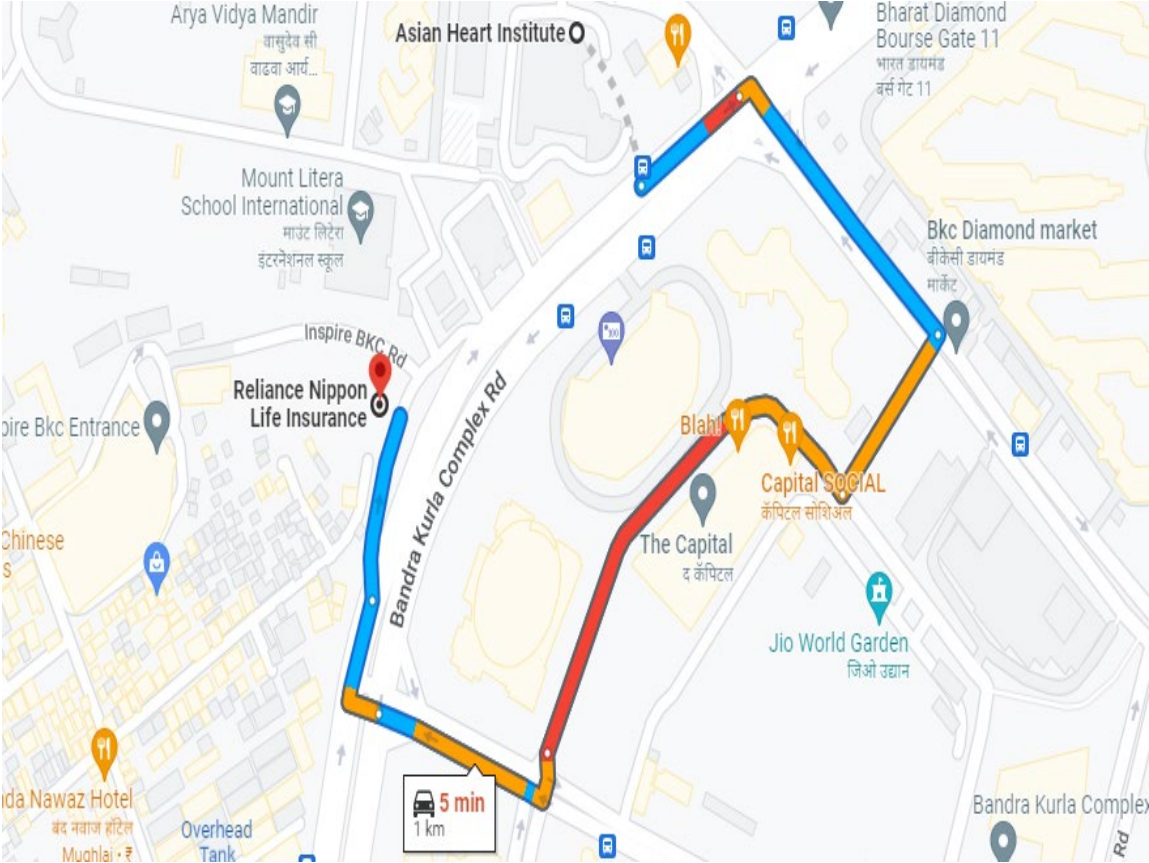 Arya Vidya Mandir
वासुदेव सी
वाढवा आर्य...
Asian Heart Institute
Bharat Diamond
Bourse Gate 11
भारत डायमंड
बर्स गेट 11
Mount Litera
School International
माउंट लिटेरा
इंटरनॅशनल स्कूल
Bkc Diamond market
बीकेसी डायमंड
मार्केट
100
Inspire BKC Rd
Reliance Nippon
Life Insurance
pire Bkc Entrance
Bandra Kurla Complex Rd
Blah!
Capital SOCIAL
कॅपिटल सोशिअल
The Capital
द कॅपिटल
Chinese
s
Jio World Garden
जिओ उद्यान
5 min
1 km
nda Nawaz Hotel
बंद नवाज हॉटेल
Mughlai • ₹
Overhead
Tank
Bandra Kurla Complex
Rd